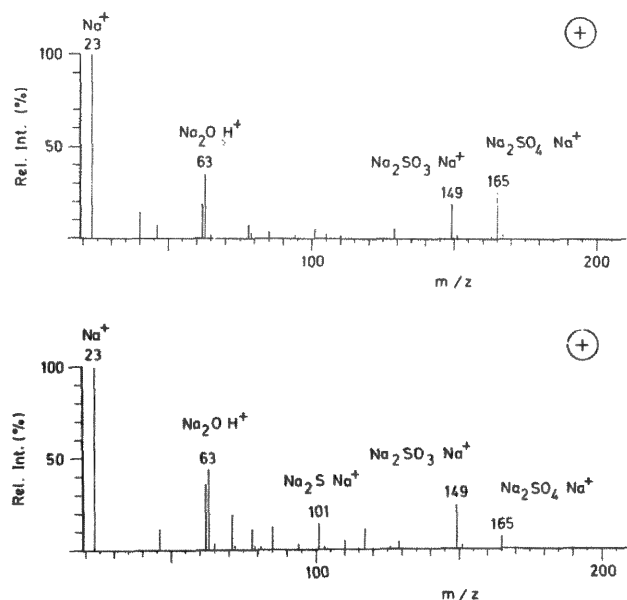 Na+
23
+
100
50
Rel. Int. (%)
Na2O H+
63
Na2SO3 Na+
149
Na2SO4 Na+
165
100
200
m/z
Na+
23
+
100
50
Rel. Int. (%)
Na2O H+
63
Na2S Na+
101
Na2SO3 Na+
149
Na2SO4 Na+
165
100
200
m/z